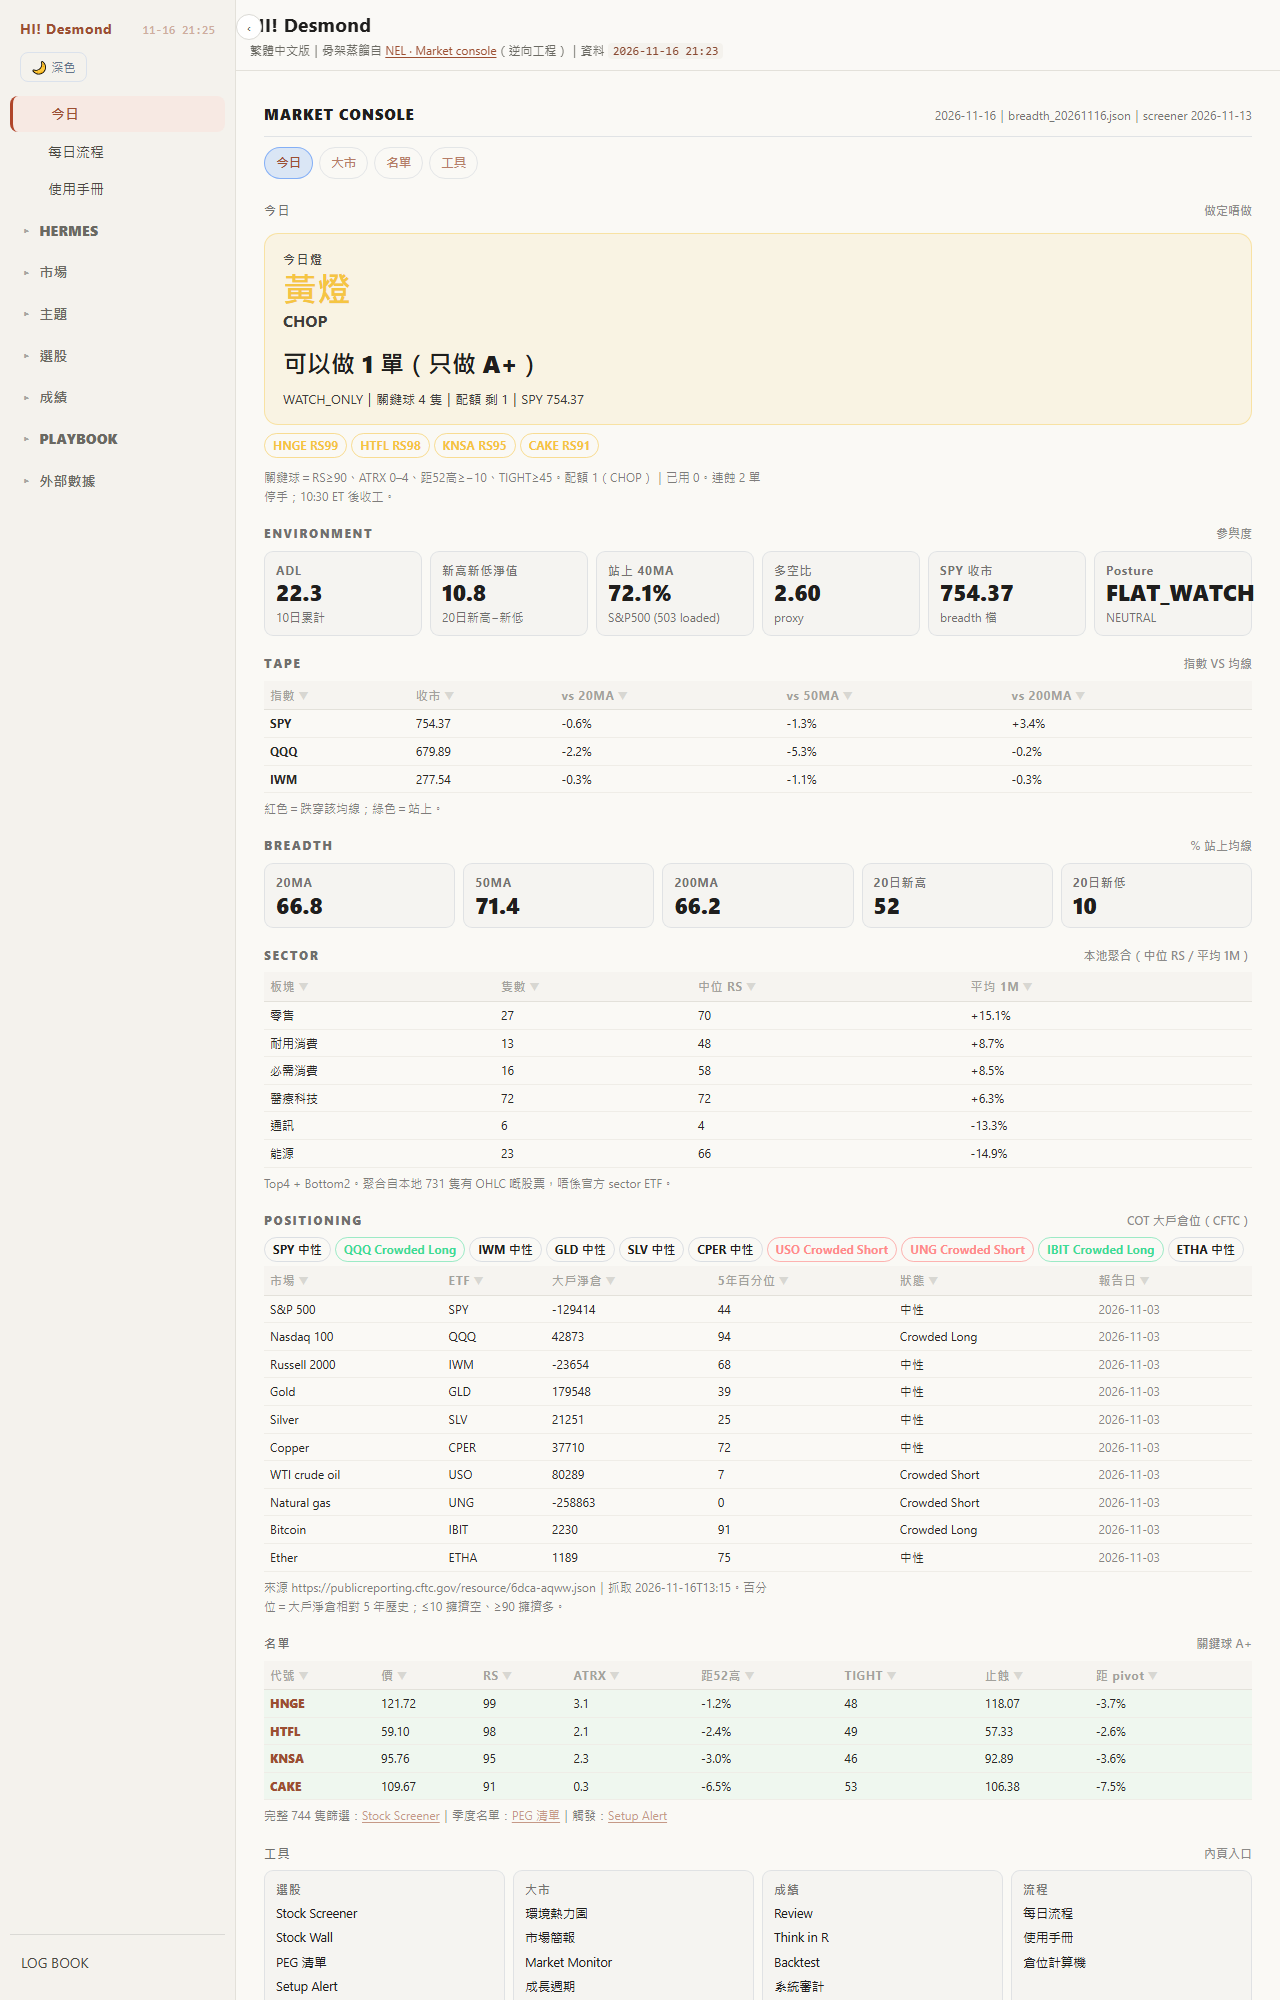 HI! Desmond
11-16 21:25
🌙 深色
今日
每日流程
使用手冊
HERMES
市場
主題
選股
成績
PLAYBOOK
外部數據
LOG BOOK
HI! Desmond
繁體中文版｜骨架蒸餾自 NEL · Market console（逆向工程）｜資料 2026-11-16 21:23
MARKET CONSOLE
2026-11-16｜breadth_20261116.json｜screener 2026-11-13
今日 大市 名單 工具
今日
做定唔做
今日燈
黃燈
CHOP
可以做 1 單（只做 A+）
WATCH_ONLY｜關鍵球 4 隻｜配額 剩 1｜SPY 754.37
HNGE RS99 HTFL RS98 KNSA RS95 CAKE RS91
關鍵球＝RS≥90、ATRX 0–4、距52高≥−10、TIGHT≥45。配額 1（CHOP）｜已用 0。連蝕 2 單
停手；10:30 ET 後收工。
ENVIRONMENT
參與度
ADL
22.3
10日累計
新高新低淨值
10.8
20日新高−新低
站上 40MA
72.1%
S&P500 (503 loaded)
多空比
2.60
proxy
SPY 收市
754.37
breadth 檔
Posture
FLAT_WATCH
NEUTRAL
TAPE
指數 VS 均線
指數 ▼ 收市 ▼ vs 20MA ▼ vs 50MA ▼ vs 200MA ▼
SPY 754.37 -0.6% -1.3% +3.4%
QQQ 679.89 -2.2% -5.3% -0.2%
IWM 277.54 -0.3% -1.1% -0.3%
紅色＝跌穿該均線；綠色＝站上。
BREADTH
% 站上均線
20MA
66.8
50MA
71.4
200MA
66.2
20日新高
52
20日新低
10
SECTOR
本池聚合（中位 RS / 平均 1M）
板塊 ▼ 隻數 ▼ 中位 RS ▼ 平均 1M ▼
零售 27 70 +15.1%
耐用消費 13 48 +8.7%
必需消費 16 58 +8.5%
醫療科技 72 72 +6.3%
通訊 6 4 -13.3%
能源 23 66 -14.9%
Top4 + Bottom2。聚合自本地 731 隻有 OHLC 嘅股票，唔係官方 sector ETF。
POSITIONING
COT 大戶倉位（CFTC）
SPY 中性 QQQ Crowded Long IWM 中性 GLD 中性 SLV 中性 CPER 中性 USO Crowded Short UNG Crowded Short IBIT Crowded Long ETHA 中性
市場 ▼ ETF ▼ 大戶淨倉 ▼ 5年百分位 ▼ 狀態 ▼ 報告日 ▼
S&P 500 SPY -129414 44 中性 2026-11-03
Nasdaq 100 QQQ 42873 94 Crowded Long 2026-11-03
Russell 2000 IWM -23654 68 中性 2026-11-03
Gold GLD 179548 39 中性 2026-11-03
Silver SLV 21251 25 中性 2026-11-03
Copper CPER 37710 72 中性 2026-11-03
WTI crude oil USO 80289 7 Crowded Short 2026-11-03
Natural gas UNG -258863 0 Crowded Short 2026-11-03
Bitcoin IBIT 2230 91 Crowded Long 2026-11-03
Ether ETHA 1189 75 中性 2026-11-03
來源 https://publicreporting.cftc.gov/resource/6dca-aqww.json｜抓取 2026-11-16T13:15。百分
位＝大戶淨倉相對 5 年歷史；≤10 擁擠空、≥90 擁擠多。
名單
關鍵球 A+
代號 ▼ 價 ▼ RS ▼ ATRX ▼ 距52高 ▼ TIGHT ▼ 止蝕 ▼ 距 pivot ▼
HNGE 121.72 99 3.1 -1.2% 48 118.07 -3.7%
HTFL 59.10 98 2.1 -2.4% 49 57.33 -2.6%
KNSA 95.76 95 2.3 -3.0% 46 92.89 -3.6%
CAKE 109.67 91 0.3 -6.5% 53 106.38 -7.5%
完整 744 隻篩選：Stock Screener｜季度名單：PEG 清單｜觸發：Setup Alert
工具
內頁入口
選股
Stock Screener
Stock Wall
PEG 清單
Setup Alert
大市
環境熱力圖
市場簡報
Market Monitor
成長週期
成績
Review
Think in R
Backtest
系統審計
流程
每日流程
使用手冊
倉位計算機